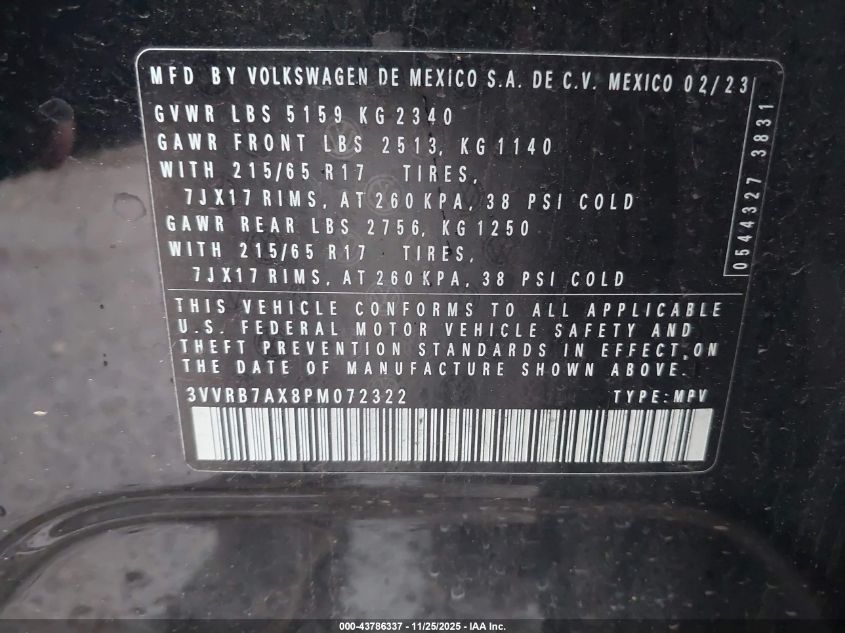 MFD BY VOLKSWAGEN DE MEXICO S.A. DE C.V. MEXICO 02/23
GVWR LBS 5159 KG 2340
GAWR FRONT LBS 2513, KG 1140
WITH 215/65 R17 TIRES,
7JX17 RIMS, AT 260 KPA, 38 PSI COLD
GAWR REAR LBS 2756, KG 1250
WITH 215/65 R17 TIRES,
7JX17 RIMS, AT 260 KPA, 38 PSI COLD
0544327 3831
THIS VEHICLE CONFORMS TO ALL APPLICABLE
U.S. FEDERAL MOTOR VEHICLE SAFETY AND
THEFT PREVENTION STANDARDS IN EFFECT ON
THE DATE OF MANUFACTURE SHOWN ABOVE.
3VVRB7AX8PM072322 TYPE: MPV
000-43786337 - 11/25/2025 - IAA Inc.